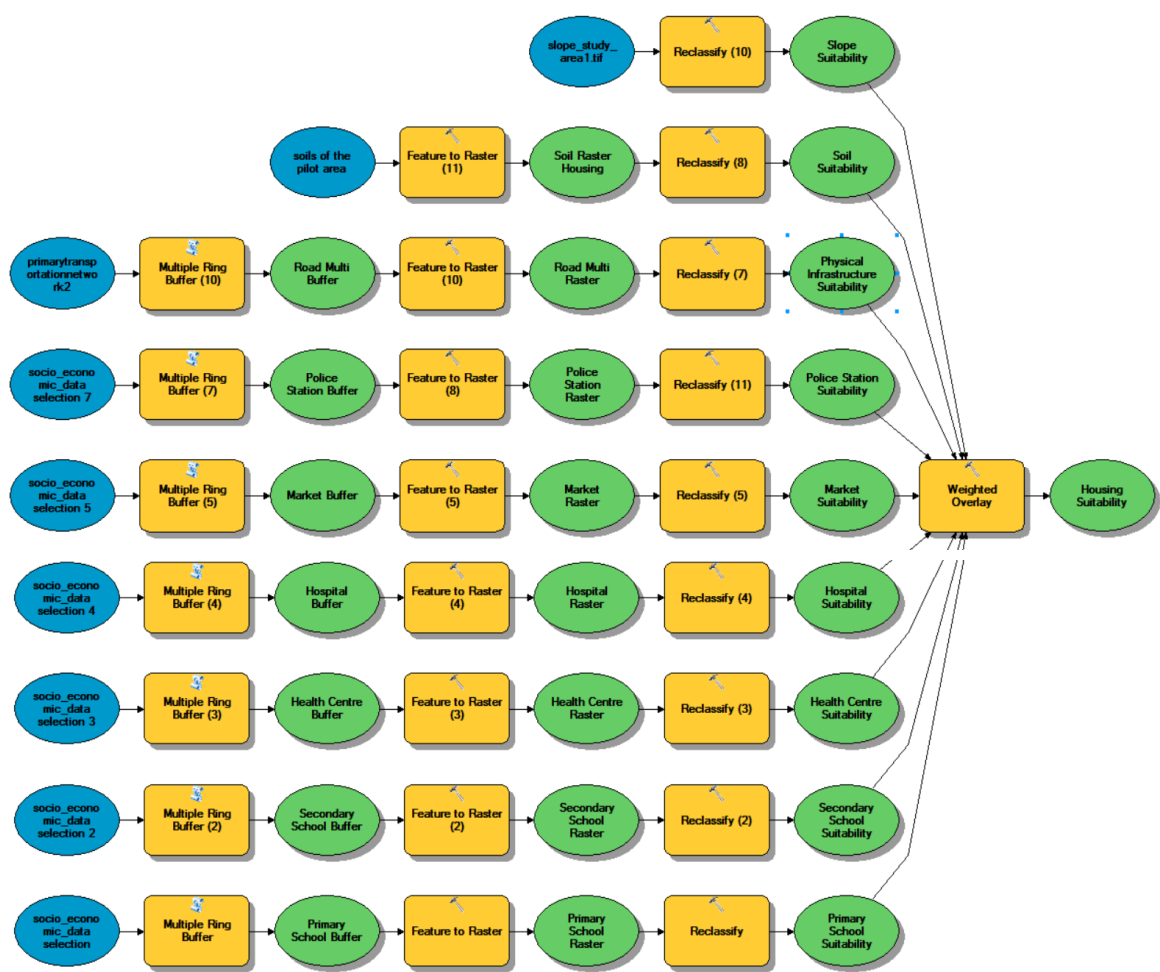 slope_study_
area1.tif
Reclassify (10)
Slope
Suitability
soils of the
pilot area
Feature to Raster
(11)
Soil Raster
Housing
Reclassify (8)
Soil
Suitability
primarytransp
ortationnetwo
rk2
Multiple Ring
Buffer (10)
Road Multi
Buffer
Feature to Raster
(10)
Road Multi
Raster
Reclassify (7)
Physical
Infrastructure
Suitability
socio_econo
mic_data
selection 7
Multiple Ring
Buffer (7)
Police
Station Buffer
Feature to Raster
(8)
Police
Station
Raster
Reclassify (11)
Police Station
Suitability
socio_econo
mic_data
selection 5
Multiple Ring
Buffer (5)
Market Buffer
Feature to Raster
(5)
Market
Raster
Reclassify (5)
Market
Suitability
Weighted
Overlay
Housing
Suitability
socio_econo
mic_data
selection 4
Multiple Ring
Buffer (4)
Hospital
Buffer
Feature to Raster
(4)
Hospital
Raster
Reclassify (4)
Hospital
Suitability
socio_econo
mic_data
selection 3
Multiple Ring
Buffer (3)
Health Centre
Buffer
Feature to Raster
(3)
Health Centre
Raster
Reclassify (3)
Health Centre
Suitability
socio_econo
mic_data
selection 2
Multiple Ring
Buffer (2)
Secondary
School Buffer
Feature to Raster
(2)
Secondary
School
Raster
Reclassify (2)
Secondary
School
Suitability
socio_econo
mic_data
selection
Multiple Ring
Buffer
Primary
School Buffer
Feature to Raster
Primary
School
Raster
Reclassify
Primary
School
Suitability